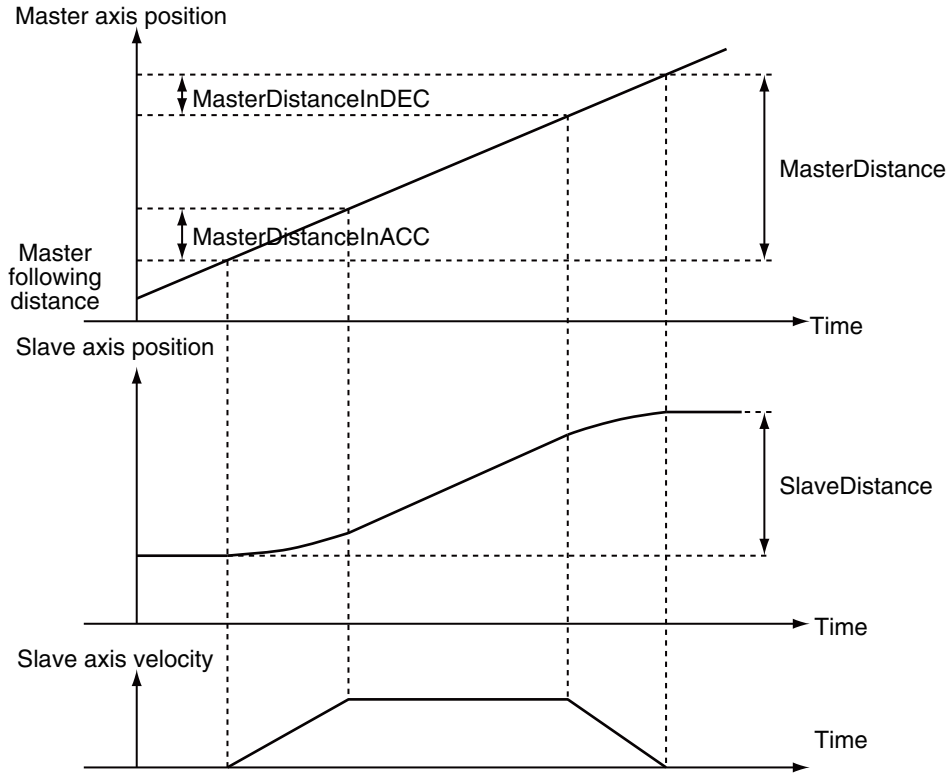 Master axis position
MasterDistanceInDEC
MasterDistance
MasterDistanceInACC
Master
following
distance
Time
Slave axis position
SlaveDistance
Time
Slave axis velocity
Time